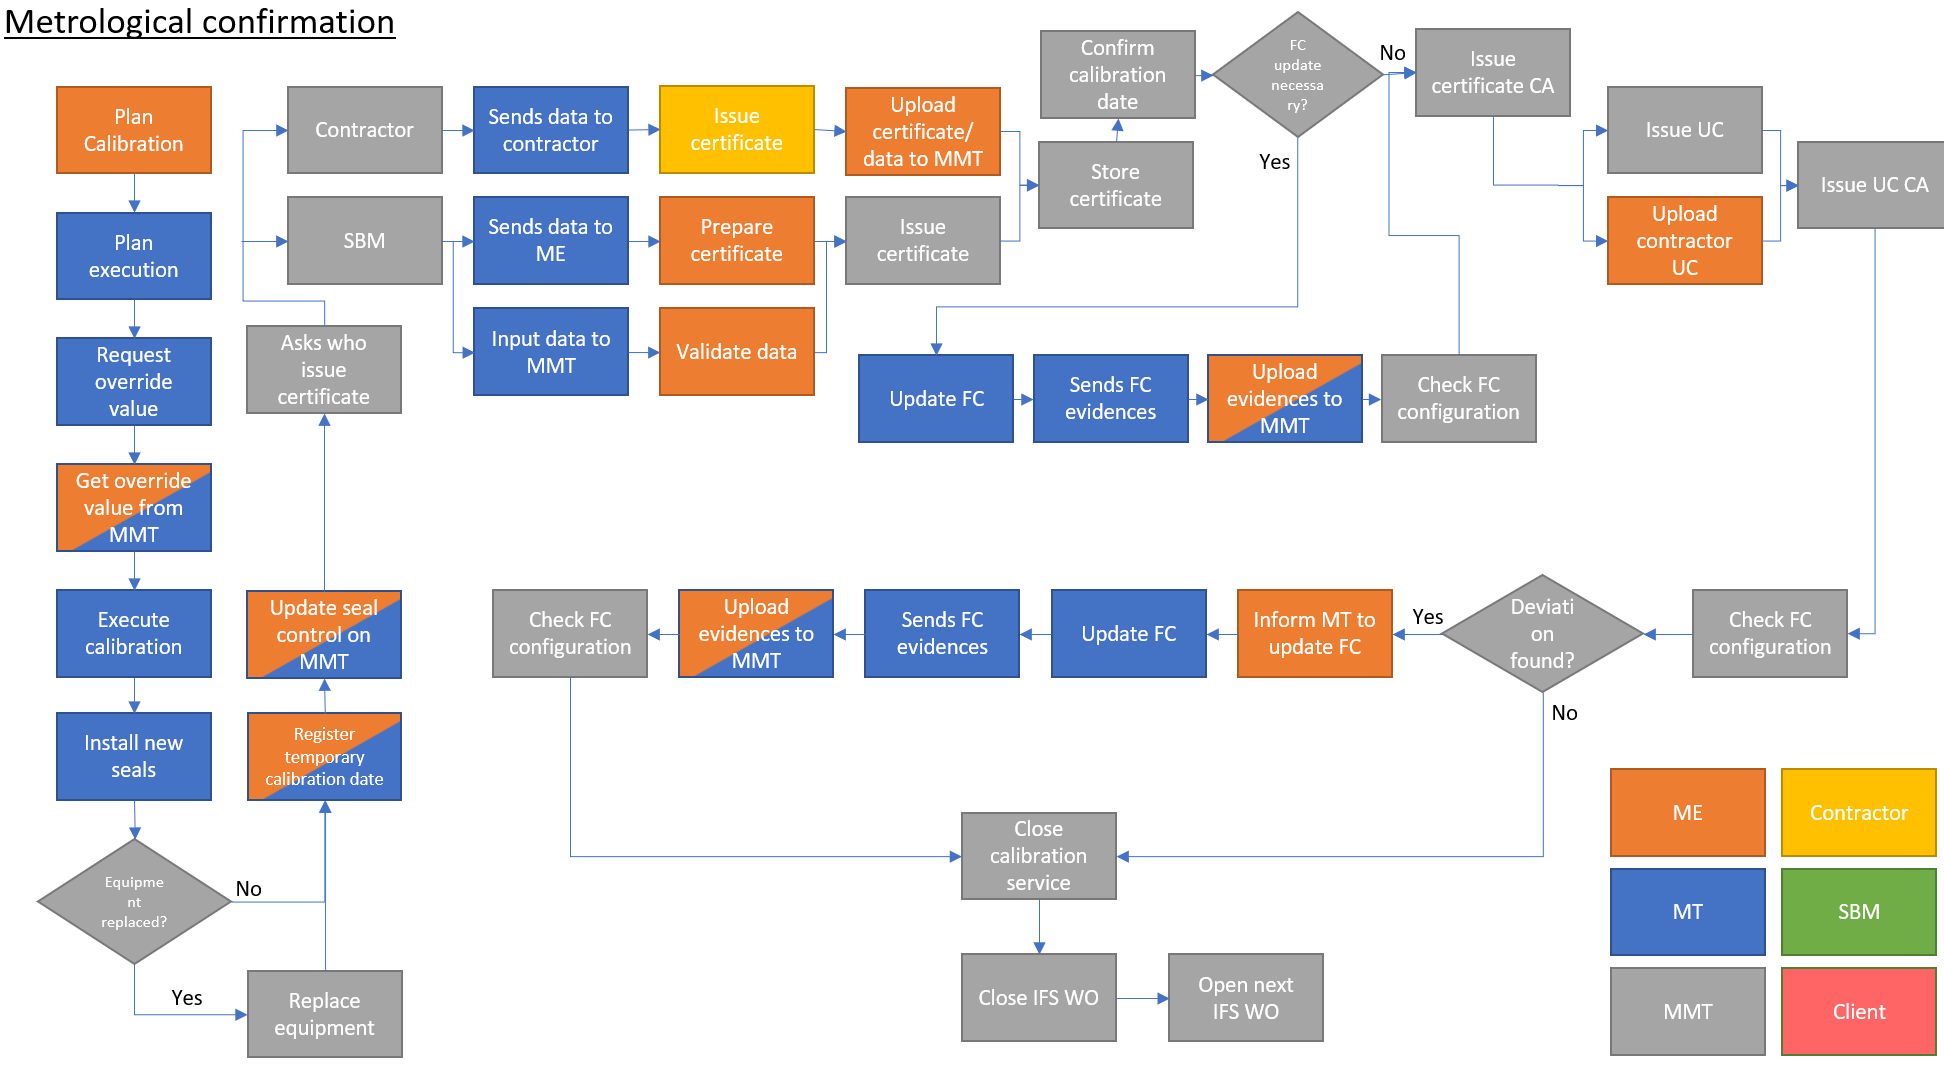 Metrological confirmation
Plan
Calibration
Plan
execution
Request
override
value
Get override
value from
MMT
Execute
calibration
Install new
seals
Equipme
nt
replaced?
No
Yes
Replace
equipment
Register
temporary
calibration date
Update seal
control on
MMT
Asks who
issue
certificate
Contractor
Sends data to
contractor
Issue
certificate
Upload
certificate/
data to MMT
SBM
Sends data to
ME
Prepare
certificate
Issue
certificate
Input data to
MMT
Validate data
Store
certificate
Confirm
calibration
date
FC
update
necessa
ry?
No
Yes
Issue
certificate CA
Issue UC
Upload
contractor
UC
Issue UC CA
Update FC
Sends FC
evidences
Upload
evidences to
MMT
Check FC
configuration
Check FC
configuration
Deviati
on
found?
Yes
No
Inform MT to
update FC
Update FC
Sends FC
evidences
Upload
evidences to
MMT
Check FC
configuration
Close
calibration
service
Close IFS WO
Open next
IFS WO
ME
Contractor
MT
SBM
MMT
Client